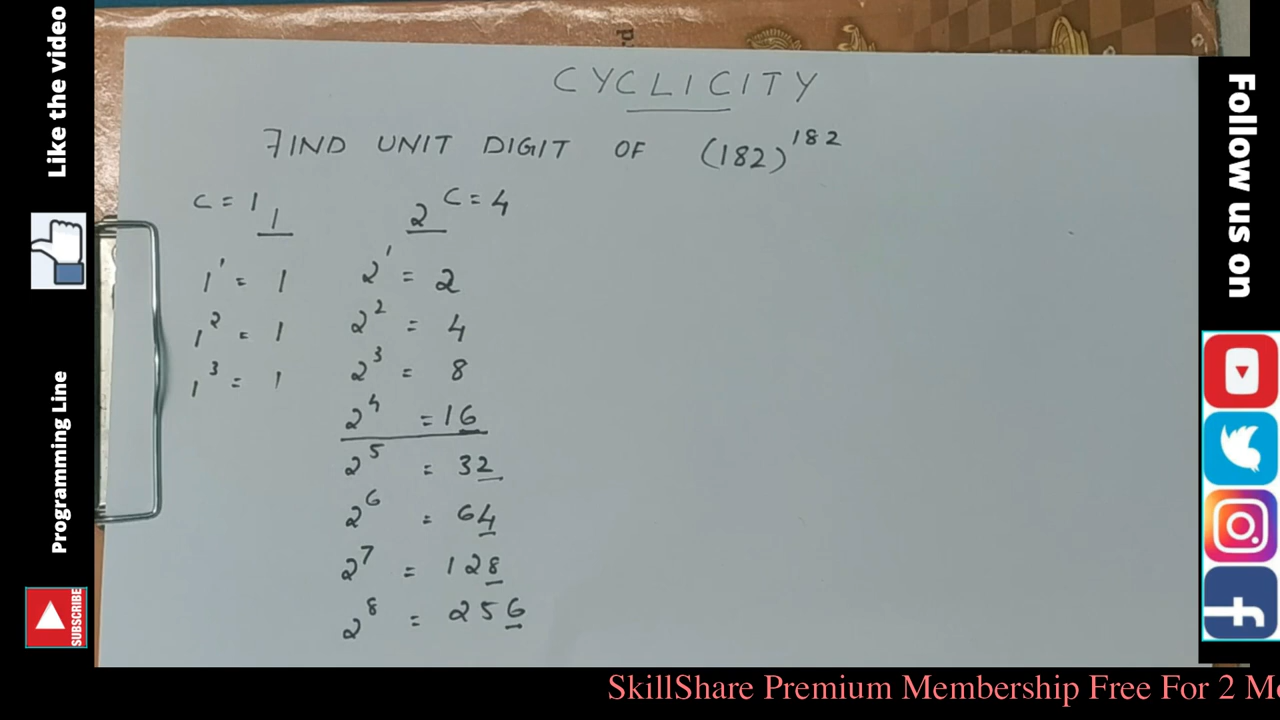 Like the video
Programming Line
SUBSCRIBE
CYCLICITY
FIND UNIT DIGIT OF (182)^182
C = 1 1
2 C = 4
1^1 = 1
2^1 = 2
1^2 = 1
2^2 = 4
1^3 = 1
2^3 = 8
2^4 = 16
2^5 = 32
2^6 = 64
2^7 = 128
2^8 = 256
Follow us on
SkillShare Premium Membership Free For 2